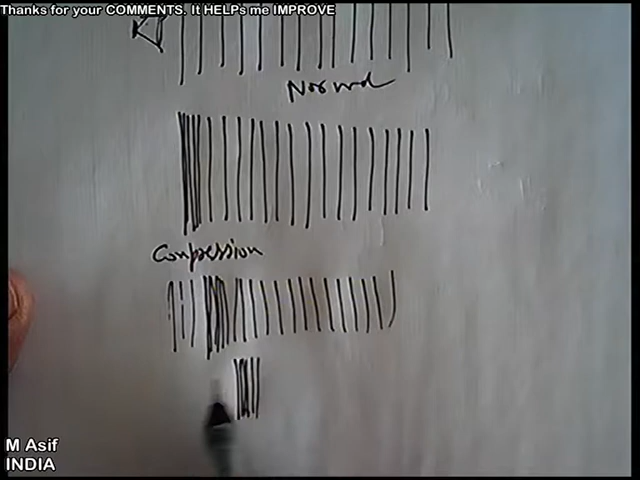 Thanks for your COMMENTS. It HELPs me IMPROVE
Normal
Compression
M Asif
INDIA